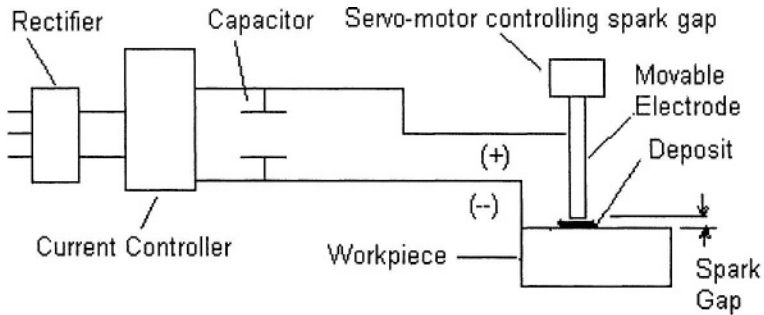 Rectifier
Capacitor
Servo-motor controlling spark gap
Movable
Electrode
Deposit
(+)
(--)
Current Controller
Workpiece
Spark
Gap